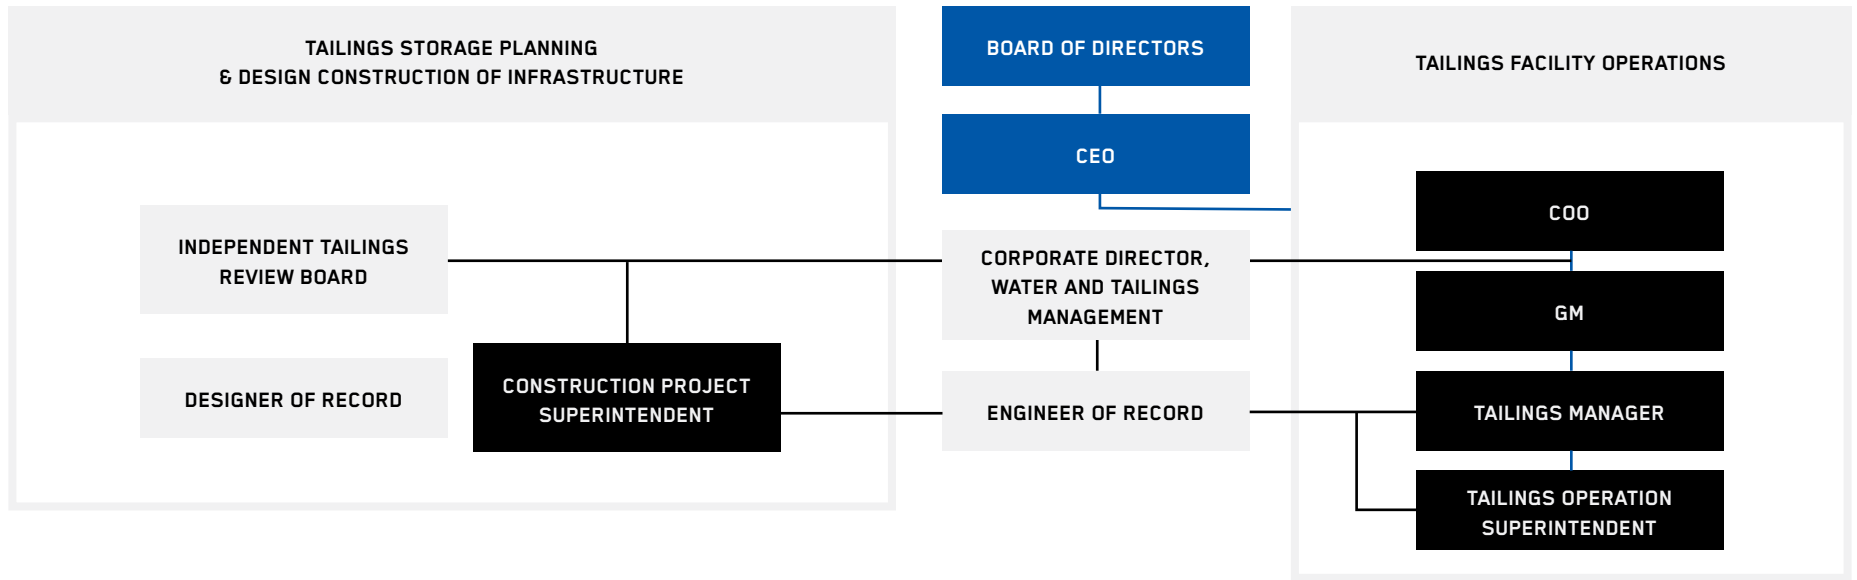 TAILINGS STORAGE PLANNING
& DESIGN CONSTRUCTION OF INFRASTRUCTURE
INDEPENDENT TAILINGS
REVIEW BOARD
DESIGNER OF RECORD
CONSTRUCTION PROJECT
SUPERINTENDENT
BOARD OF DIRECTORS
CEO
CORPORATE DIRECTOR,
WATER AND TAILINGS
MANAGEMENT
ENGINEER OF RECORD
TAILINGS FACILITY OPERATIONS
COO
GM
TAILINGS MANAGER
TAILINGS OPERATION
SUPERINTENDENT